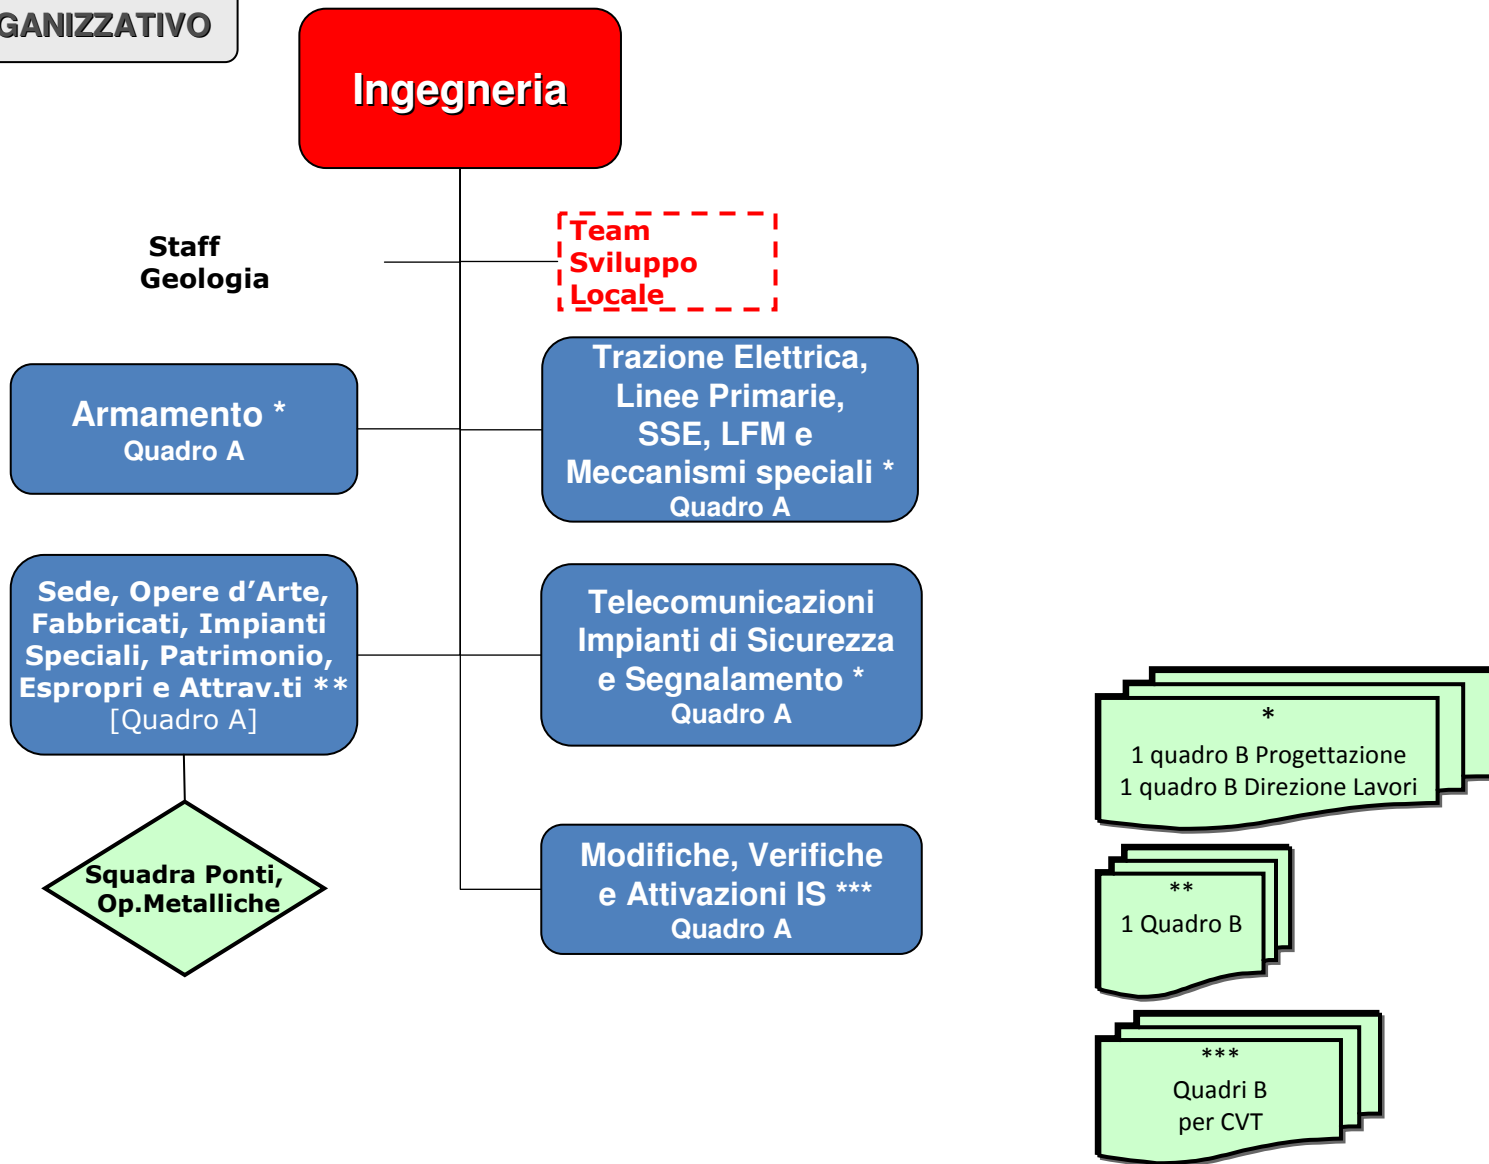 GANIZZATIVO
Ingegneria
Staff
Geologia
Team
Sviluppo
Locale
Armamento *
Quadro A
Trazione Elettrica,
Linee Primarie,
SSE, LFM e
Meccanismi speciali *
Quadro A
Sede, Opere d’Arte,
Fabbricati, Impianti
Speciali, Patrimonio,
Espropri e Attrav.ti **
[Quadro A]
Telecomunicazioni
Impianti di Sicurezza
e Segnalamento *
Quadro A
Squadra Ponti,
Op.Metalliche
Modifiche, Verifiche
e Attivazioni IS ***
Quadro A
*
1 quadro B Progettazione
1 quadro B Direzione Lavori
**
1 Quadro B
***
Quadri B
per CVT